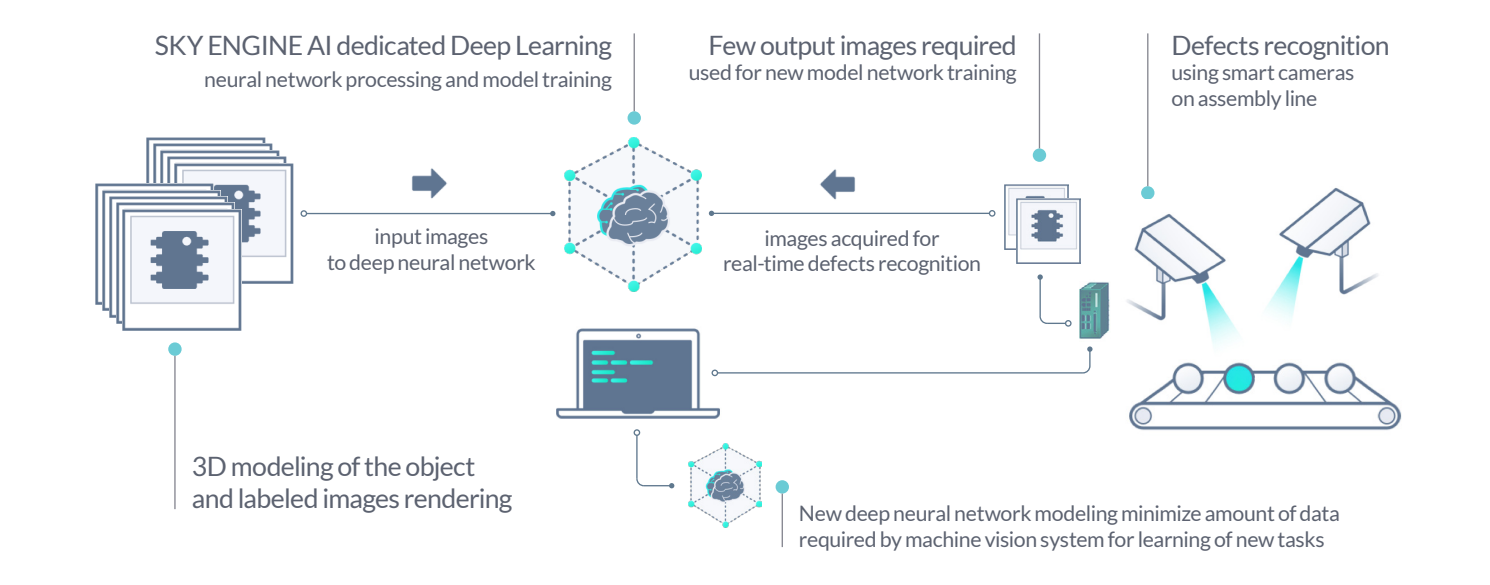 SKY ENGINE AI dedicated Deep Learning
neural network processing and model training
Few output images required
used for new model network training
Defects recognition
using smart cameras
on assembly line
input images
to deep neural network
images acquired for
real-time defects recognition
3D modeling of the object
and labeled images rendering
New deep neural network modeling minimize amount of data
required by machine vision system for learning of new tasks